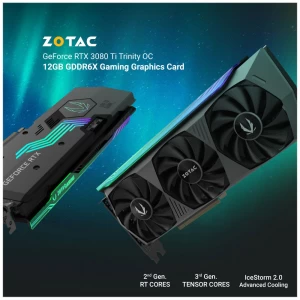 ZOTAC
GeForce RTX 3080 Ti Trinity OC
12GB GDDR6X Gaming Graphics Card
GEFORCE RTX
ZOTAC
2nd Gen.
RT CORES
3rd Gen.
TENSOR CORES
IceStorm 2.0
Advanced Cooling